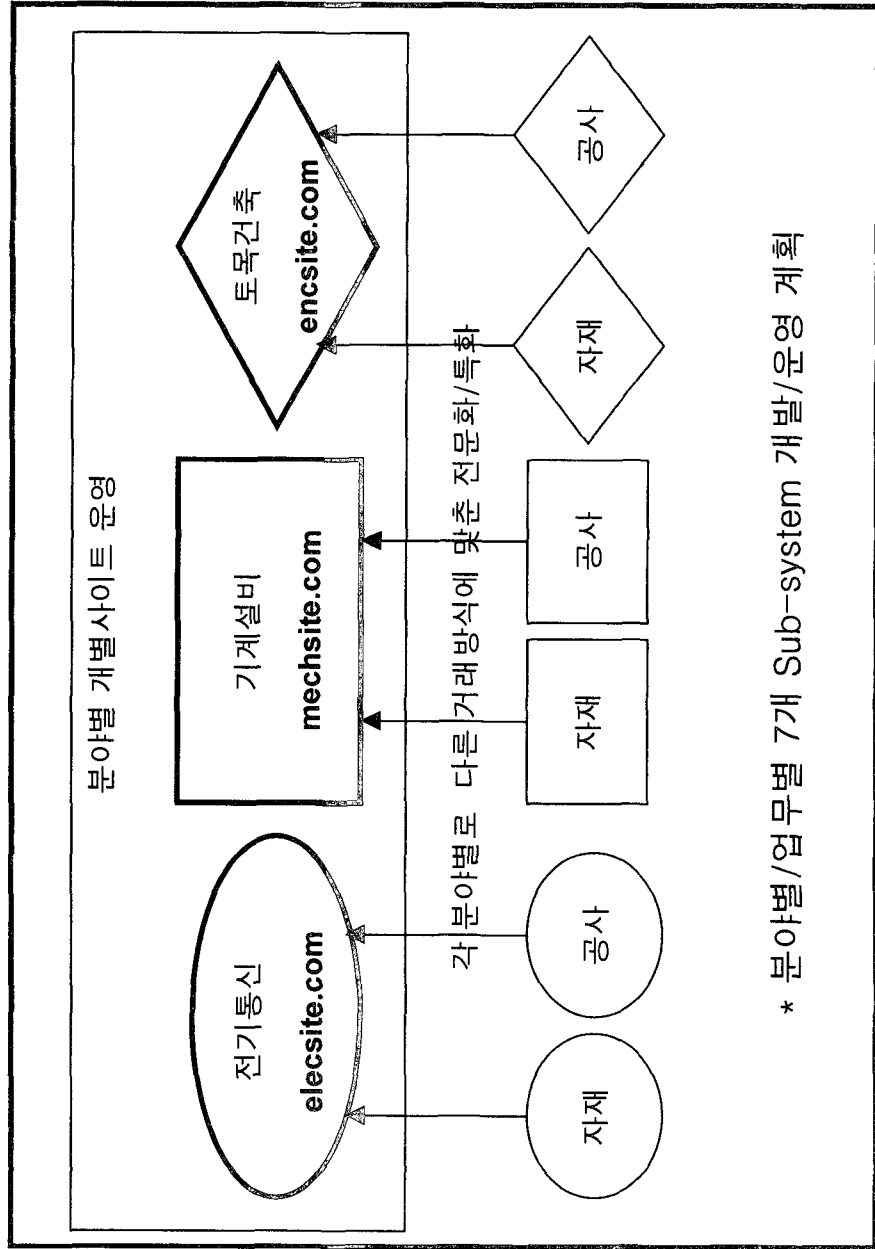 분야별 개별사이트 운영
전기통신
elecsite.com
기계설비
mechsite.com
토목건축
encsite.com
각 분야별로 다른 거래방식에 맞춘 전문화/특화
자재
공사
자재
공사
자재
공사
* 분야별/업무별 7개 Sub-system 개발/운영 계획